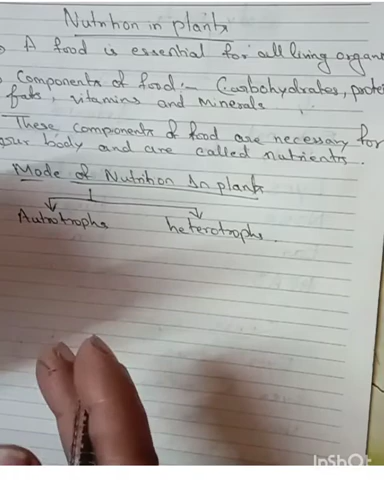 Nutrition in plants
A food is essential for all living organ
Components of food :- Carbohydrates, prote
fats, vitamins and Minerals
These components of food are necessary for
our body and are called nutrients.
Mode of Nutrition In plants
Autotrophs heterotrophs.
InShOt